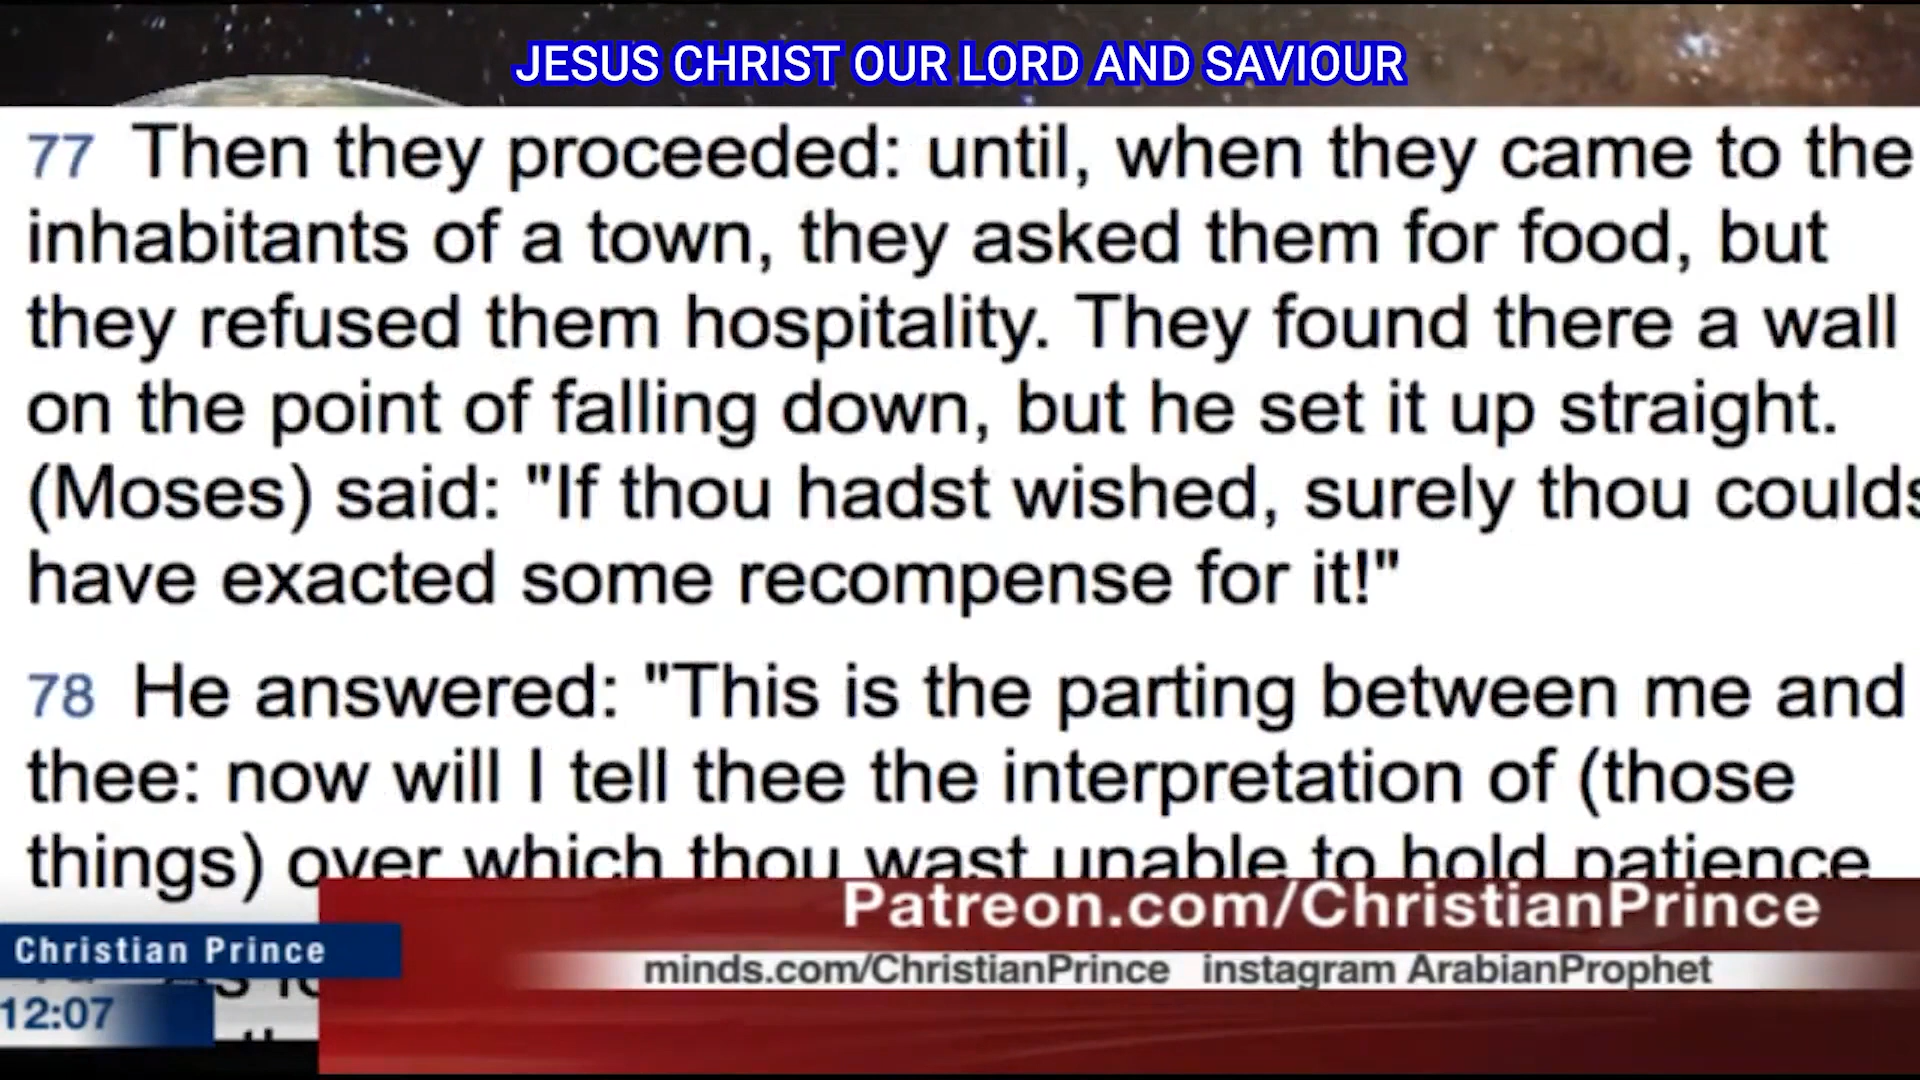 JESUS CHRIST OUR LORD AND SAVIOUR
77 Then they proceeded: until, when they came to the
inhabitants of a town, they asked them for food, but
they refused them hospitality. They found there a wall
on the point of falling down, but he set it up straight.
(Moses) said: "If thou hadst wished, surely thou coulds
have exacted some recompense for it!"
78 He answered: "This is the parting between me and
thee: now will I tell thee the interpretation of (those
things) over which thou wast unable to hold patience
Patreon.com/ChristianPrince
Christian Prince
minds.com/ChristianPrince instagram ArabianProphet
12:07